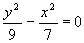 y²/9 − x²/7 = 0